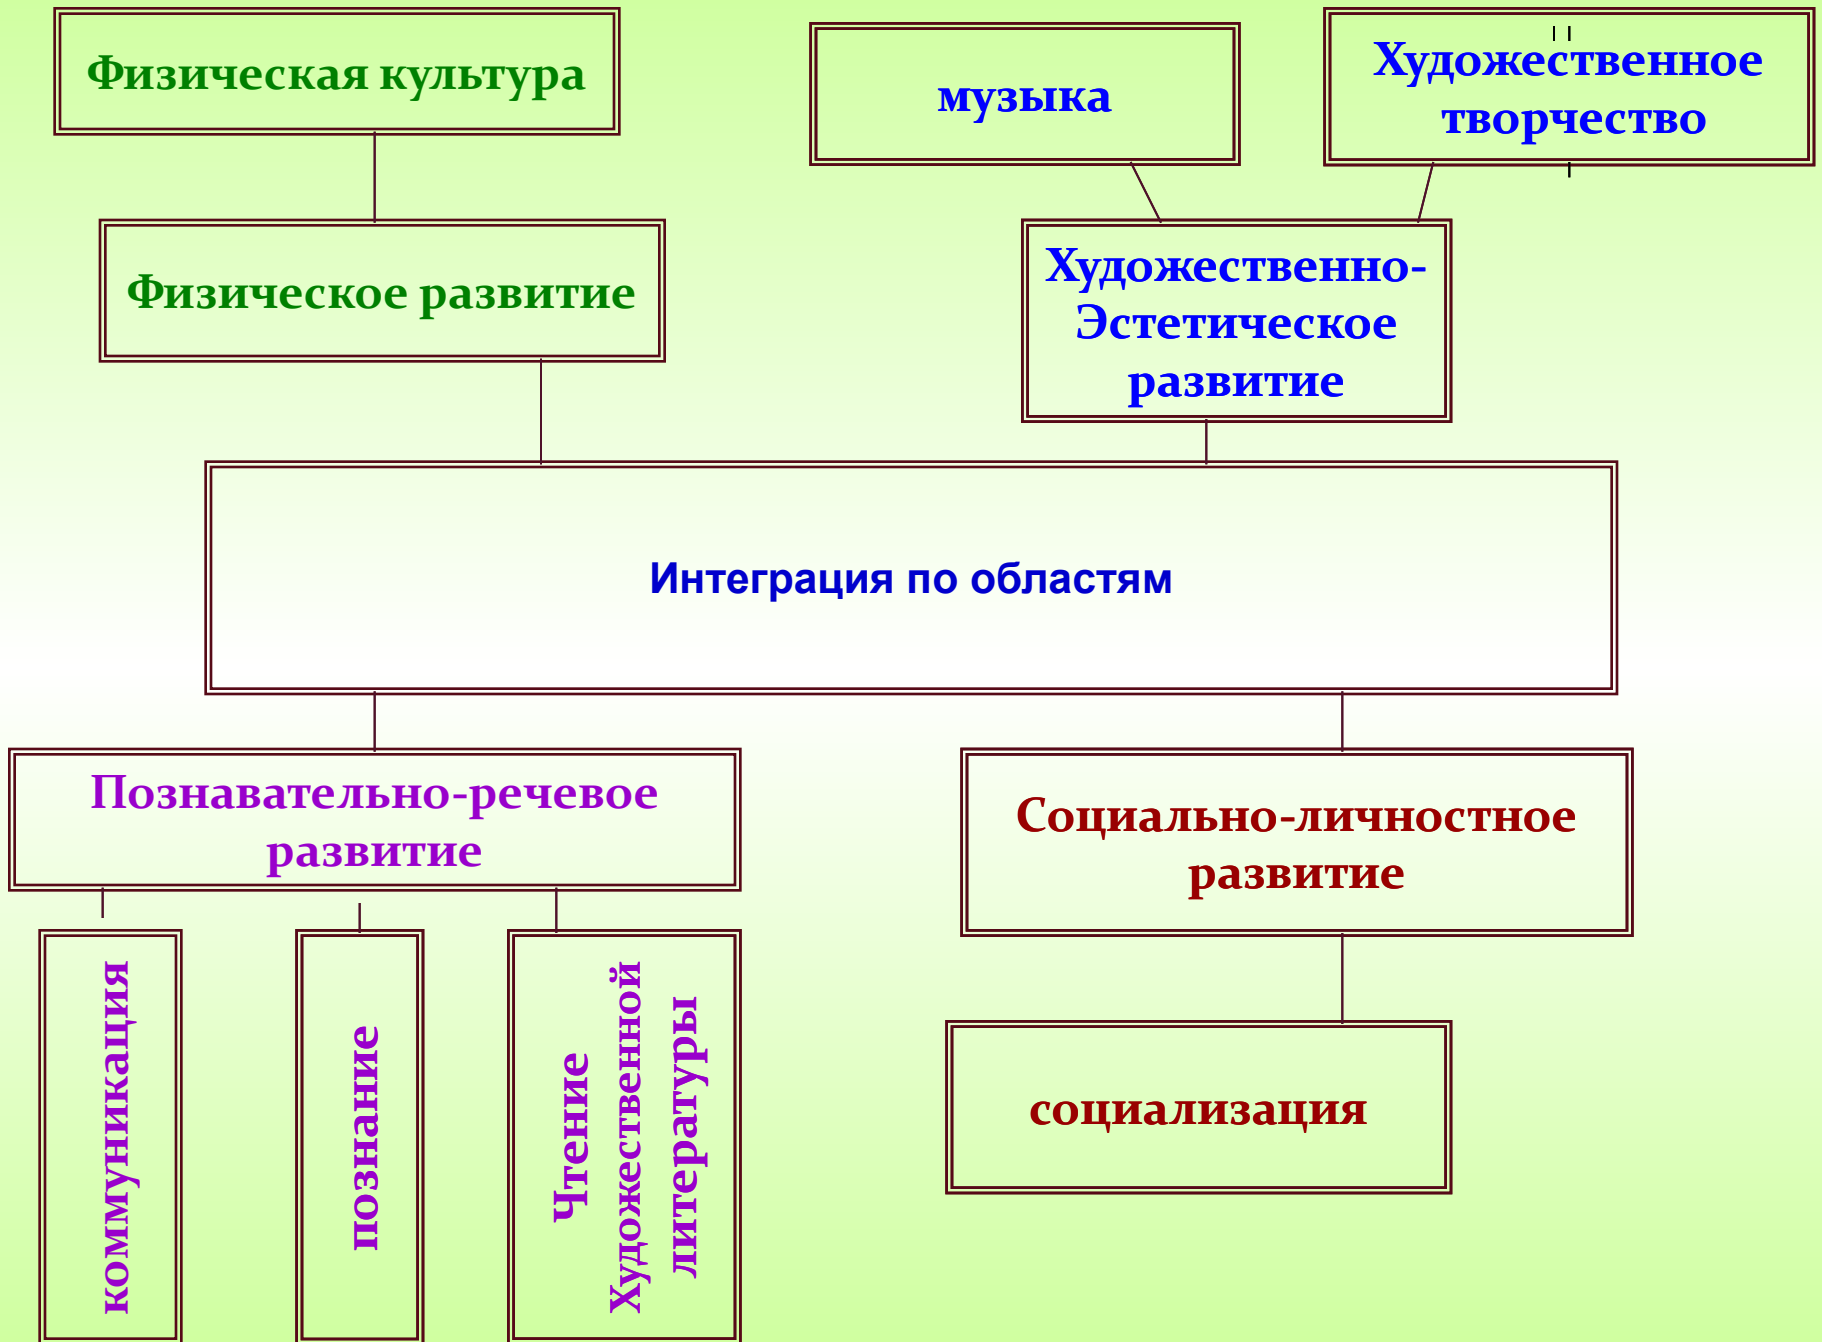 Физическая культура
музыка
Художественное
творчество
Физическое развитие
Художественно-
Эстетическое
развитие
Интеграция по областям
Познавательно-речевое
развитие
Социально-личностное
развитие
коммуникация
познание
Чтение
Художественной
литературы
социализация